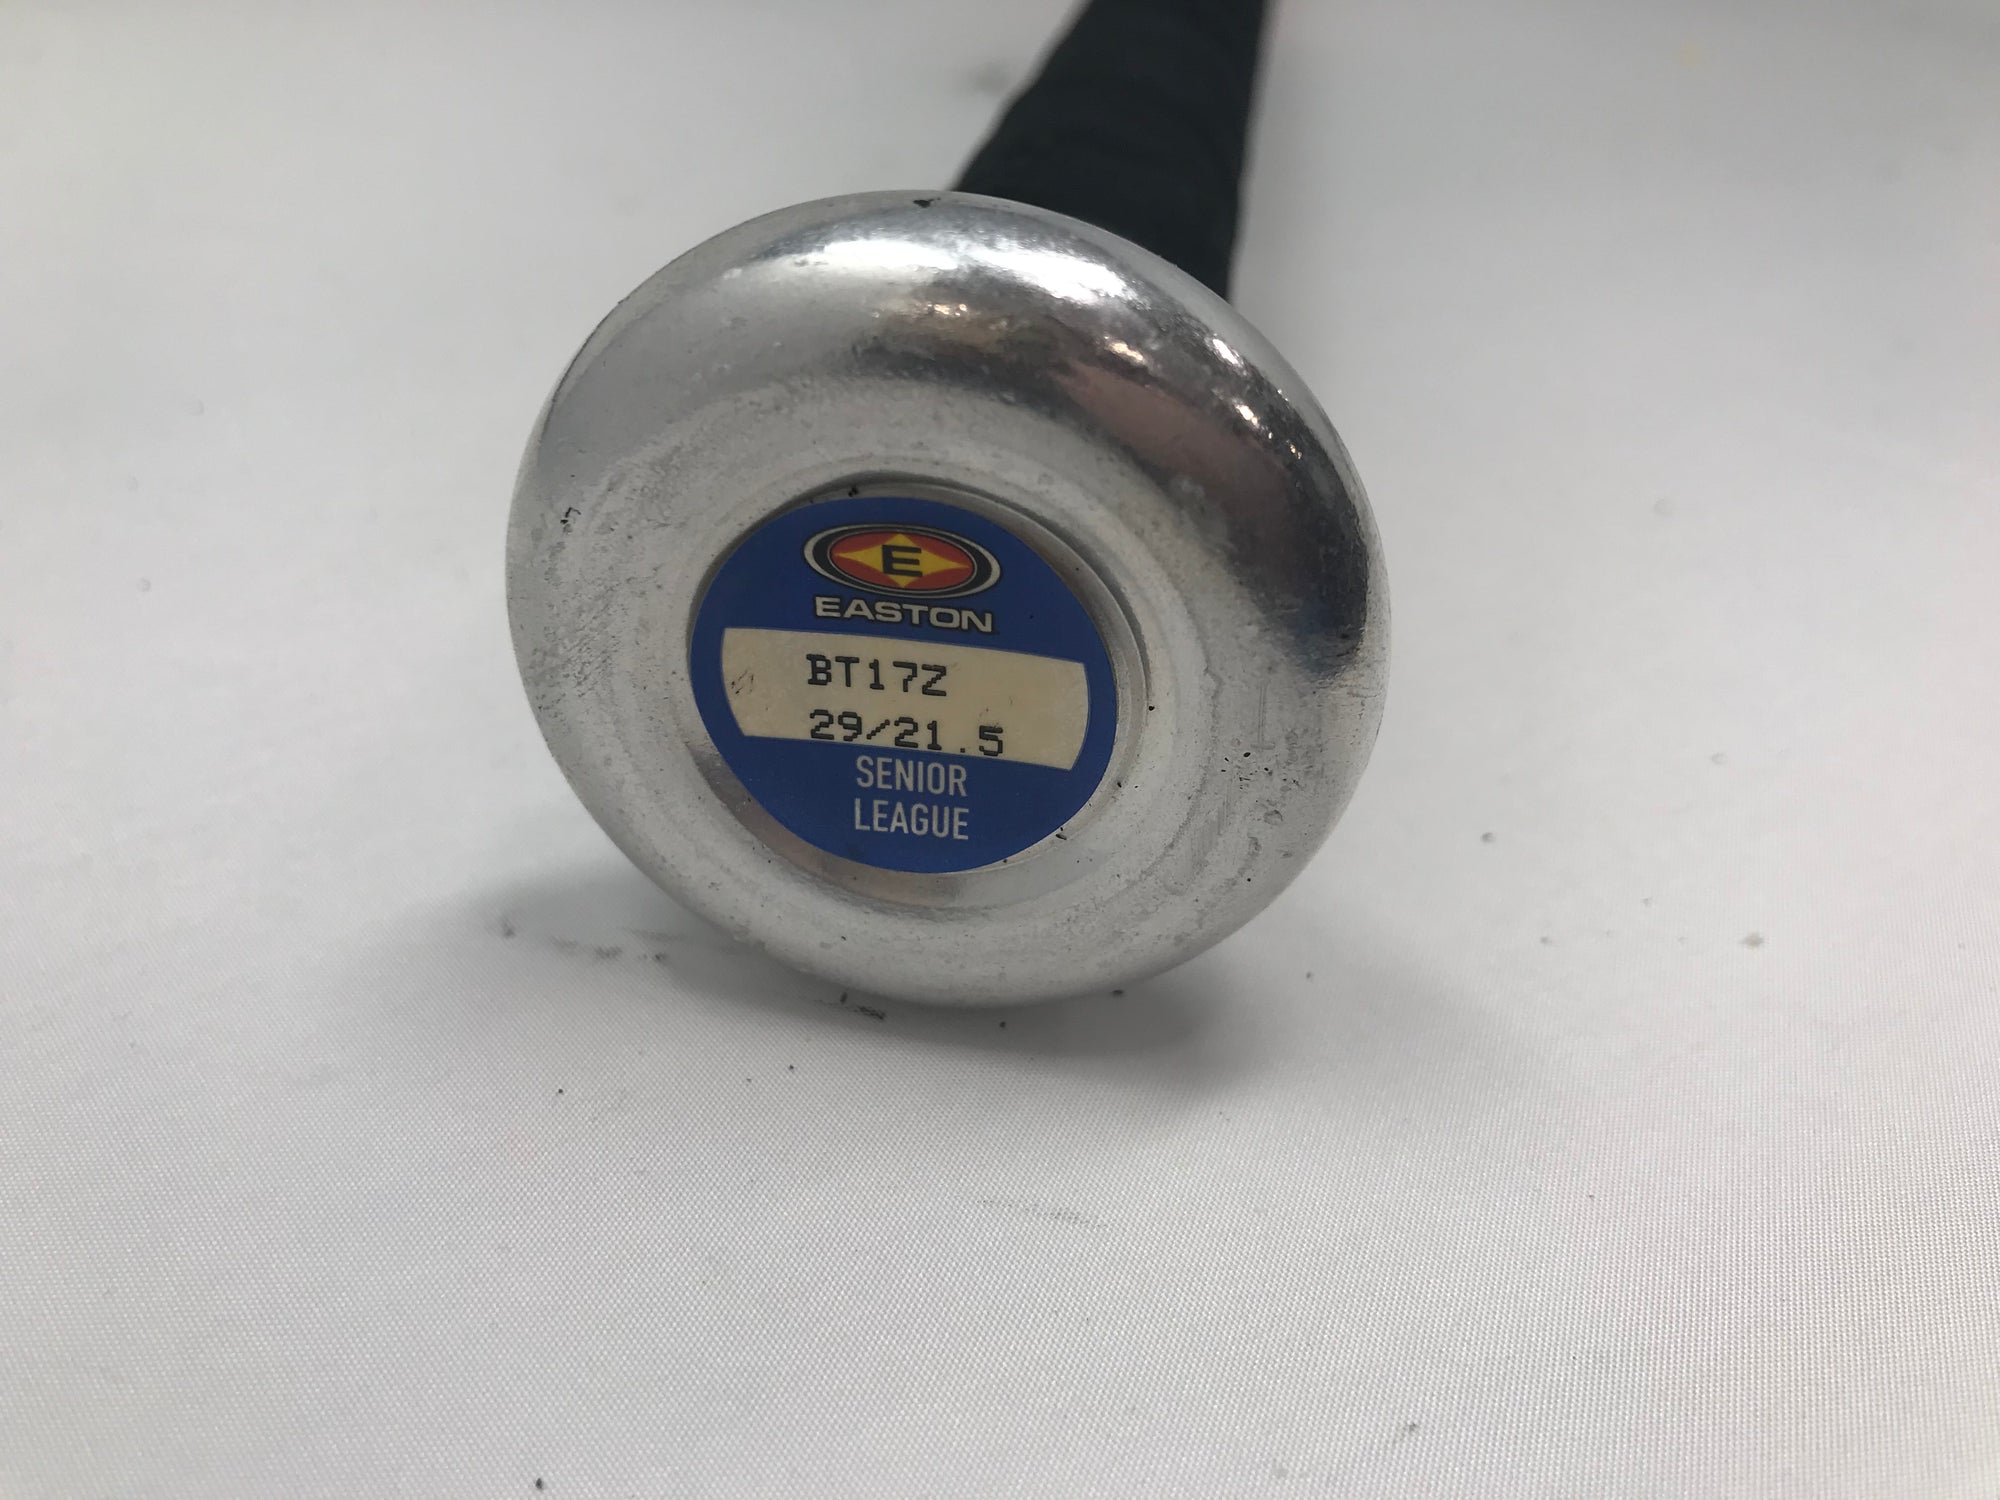 E
EASTON
BT17Z
29/21.5
SENIOR
LEAGUE